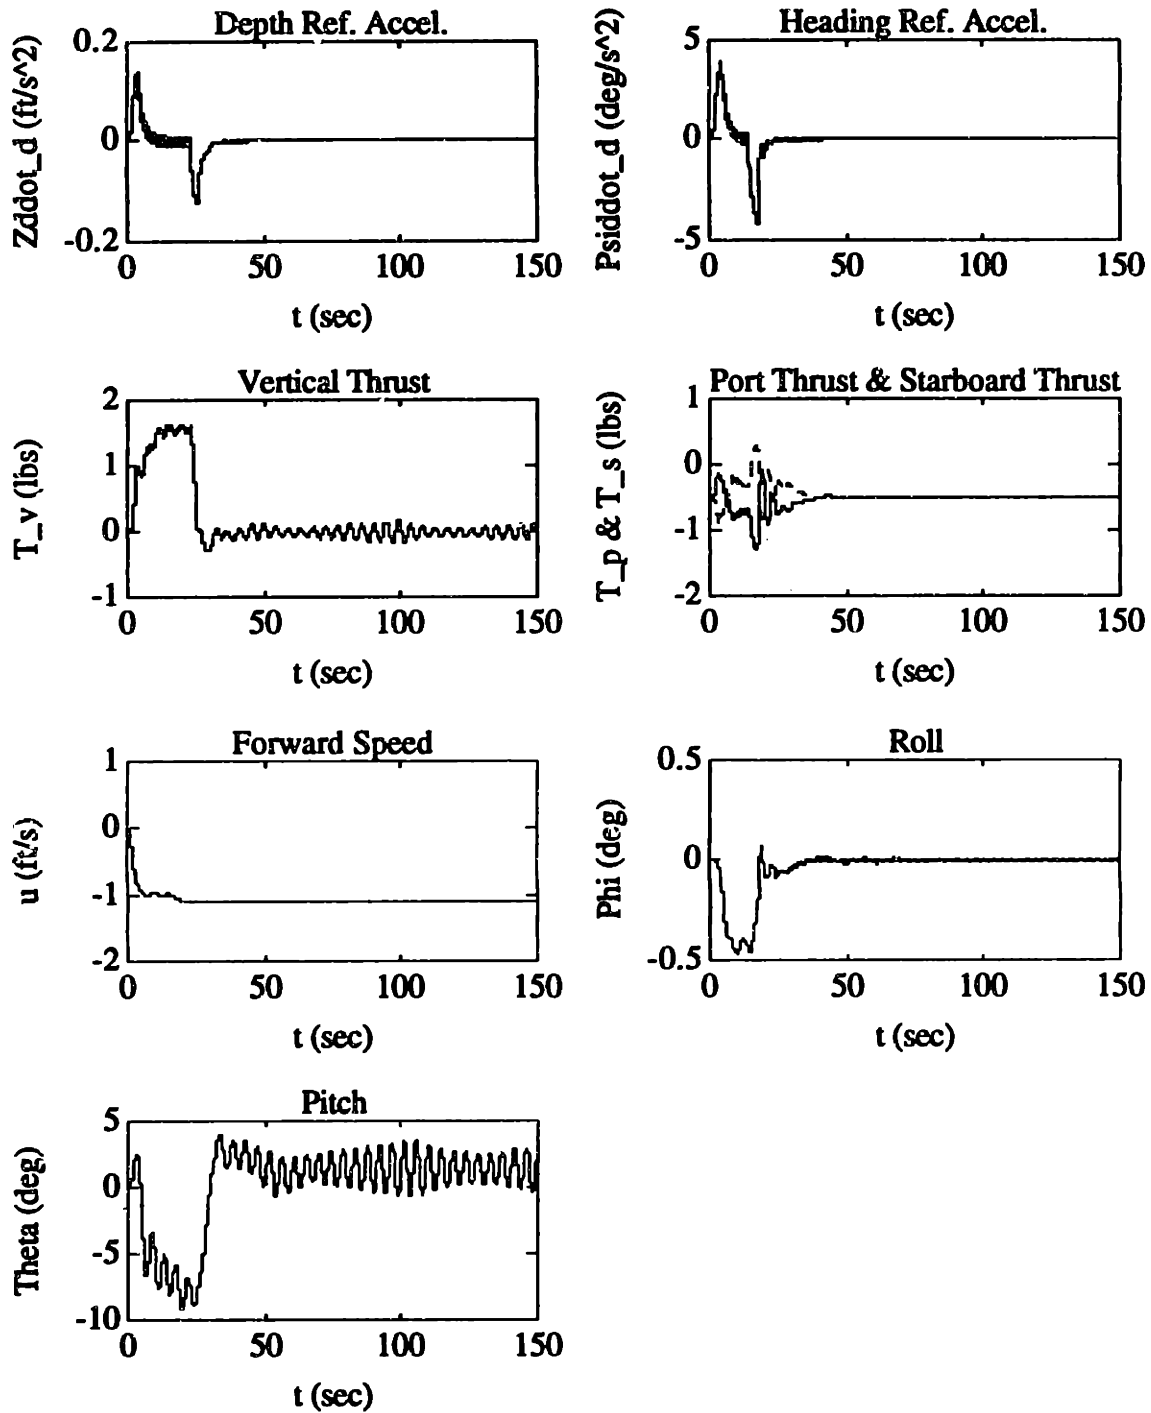 Depth Ref. Accel.
Zddot_d (ft/s^2)
0.2
0
-0.2
0 50 100 150
t (sec)
Heading Ref. Accel.
Psiddot_d (deg/s^2)
5
0
-5
0 50 100 150
t (sec)
Vertical Thrust
T_v (lbs)
2
1
0
-1
0 50 100 150
t (sec)
Port Thrust & Starboard Thrust
T_p & T_s (lbs)
1
0
-1
-2
0 50 100 150
t (sec)
Forward Speed
u (ft/s)
1
0
-1
-2
0 50 100 150
t (sec)
Roll
Phi (deg)
0.5
0
-0.5
0 50 100 150
t (sec)
Pitch
Theta (deg)
5
0
-5
-10
0 50 100 150
t (sec)